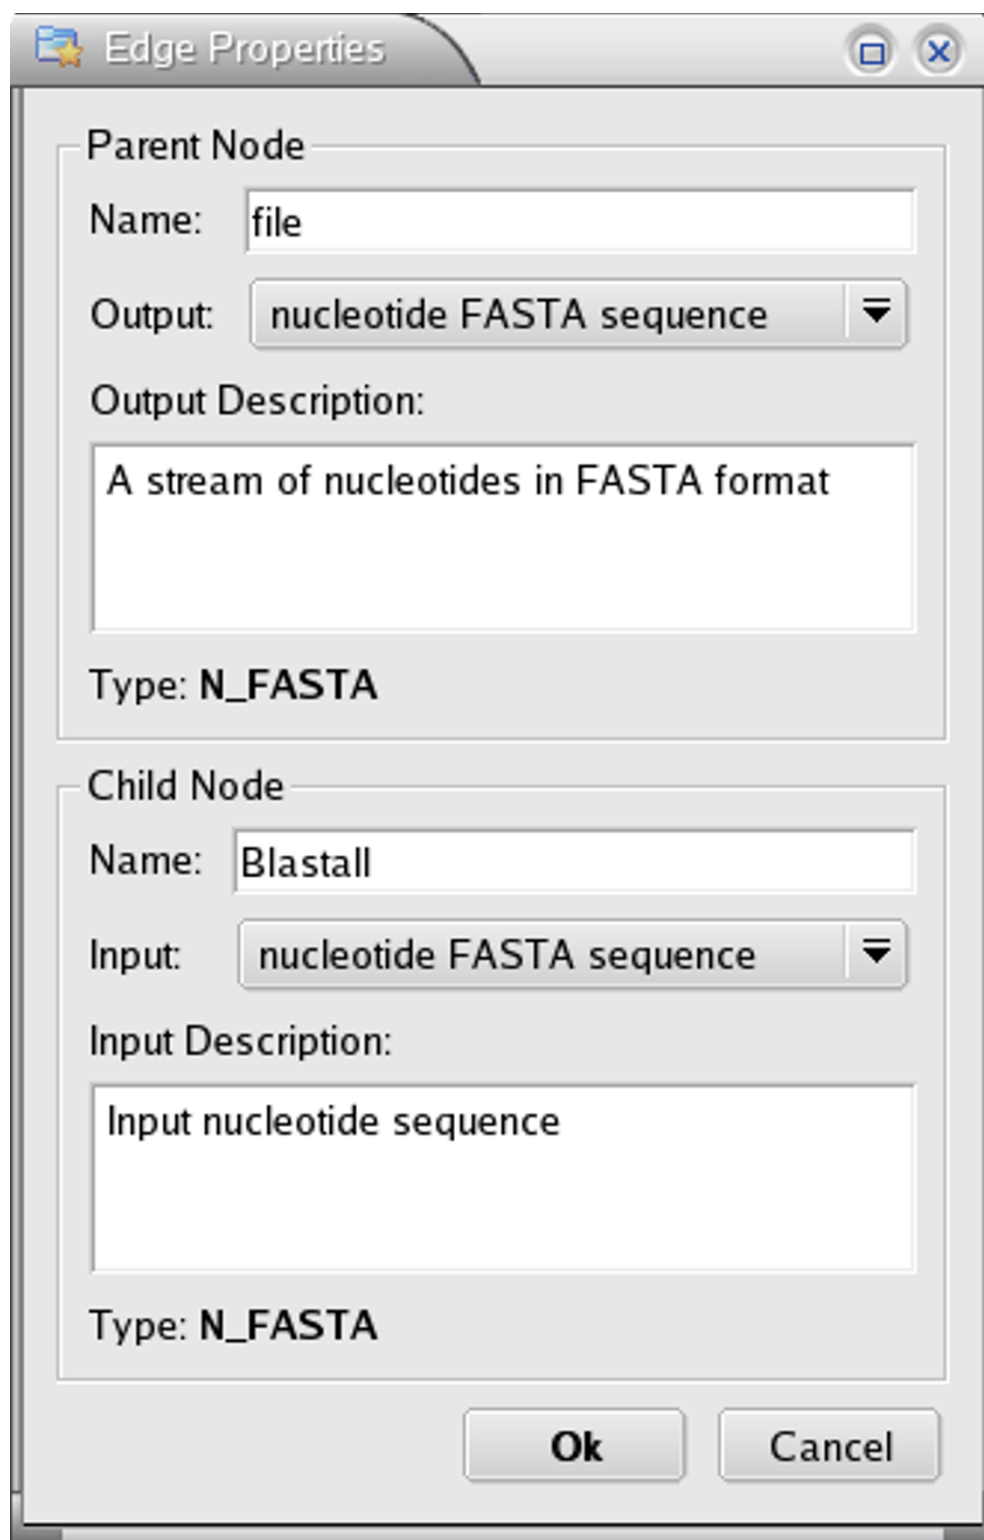 Edge Properties
Parent Node
Name: file
Output: nucleotide FASTA sequence
Output Description:
A stream of nucleotides in FASTA format
Type: N_FASTA
Child Node
Name: Blastall
Input: nucleotide FASTA sequence
Input Description:
Input nucleotide sequence
Type: N_FASTA
Ok Cancel